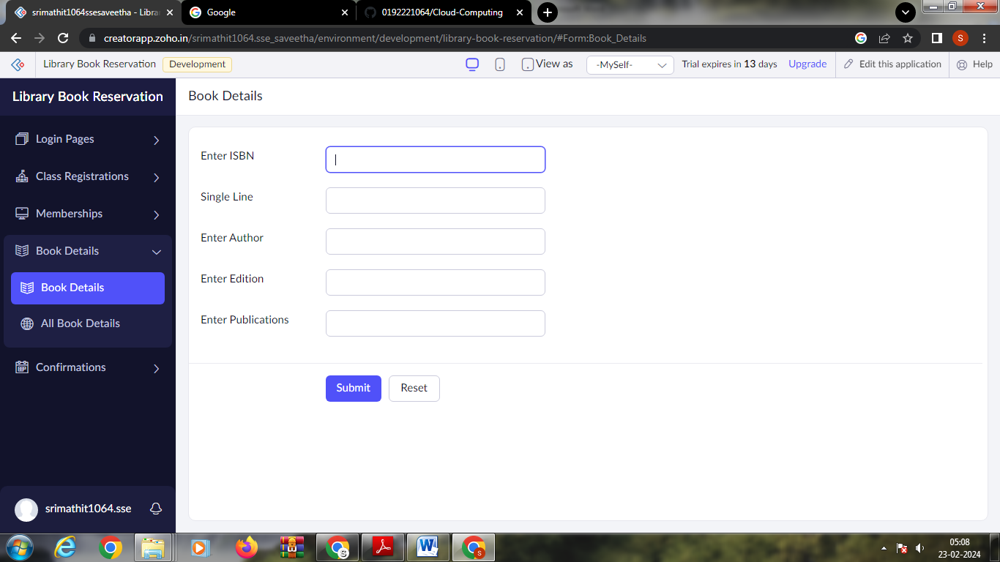 srimathit1064ssesaveetha - Libra
Google
0192221064/Cloud-Computing
creatorapp.zoho.in/srimathit1064.sse_saveetha/environment/development/library-book-reservation/#Form:Book_Details
S
Library Book Reservation
Development
View as
-MySelf-
Trial expires in 13 days
Upgrade
Edit this application
Help
Library Book Reservation
Login Pages
Class Registrations
Memberships
Book Details
Book Details
All Book Details
Confirmations
srimathit1064.sse
Book Details
Enter ISBN
Single Line
Enter Author
Enter Edition
Enter Publications
Submit
Reset
05:08
23-02-2024